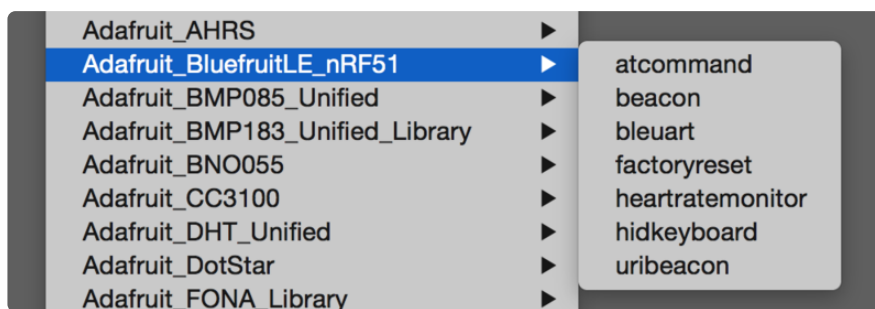 Adafruit_AHRS
Adafruit_BluefruitLE_nRF51
Adafruit_BMP085_Unified
Adafruit_BMP183_Unified_Library
Adafruit_BNO055
Adafruit_CC3100
Adafruit_DHT_Unified
Adafruit_DotStar
Adafruit_FONA_Library
atcommand
beacon
bleuart
factoryreset
heartratemonitor
hidkeyboard
uribeacon